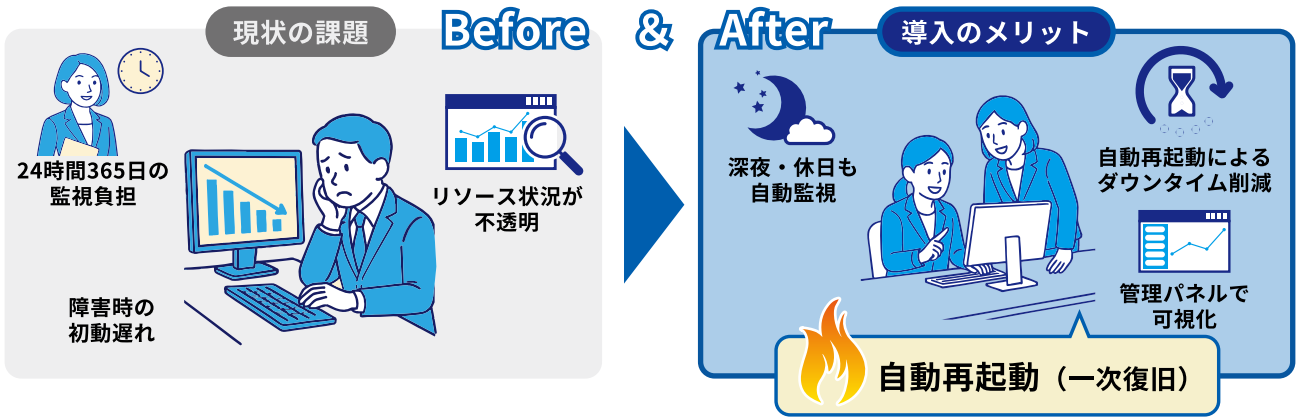 現状の課題
Before & After
導入のメリット
24時間365日の
監視負担
リソース状況が
不透明
障害時の
初動遅れ
深夜・休日も
自動監視
自動再起動による
ダウンタイム削減
管理パネルで
可視化
自動再起動（一次復旧）